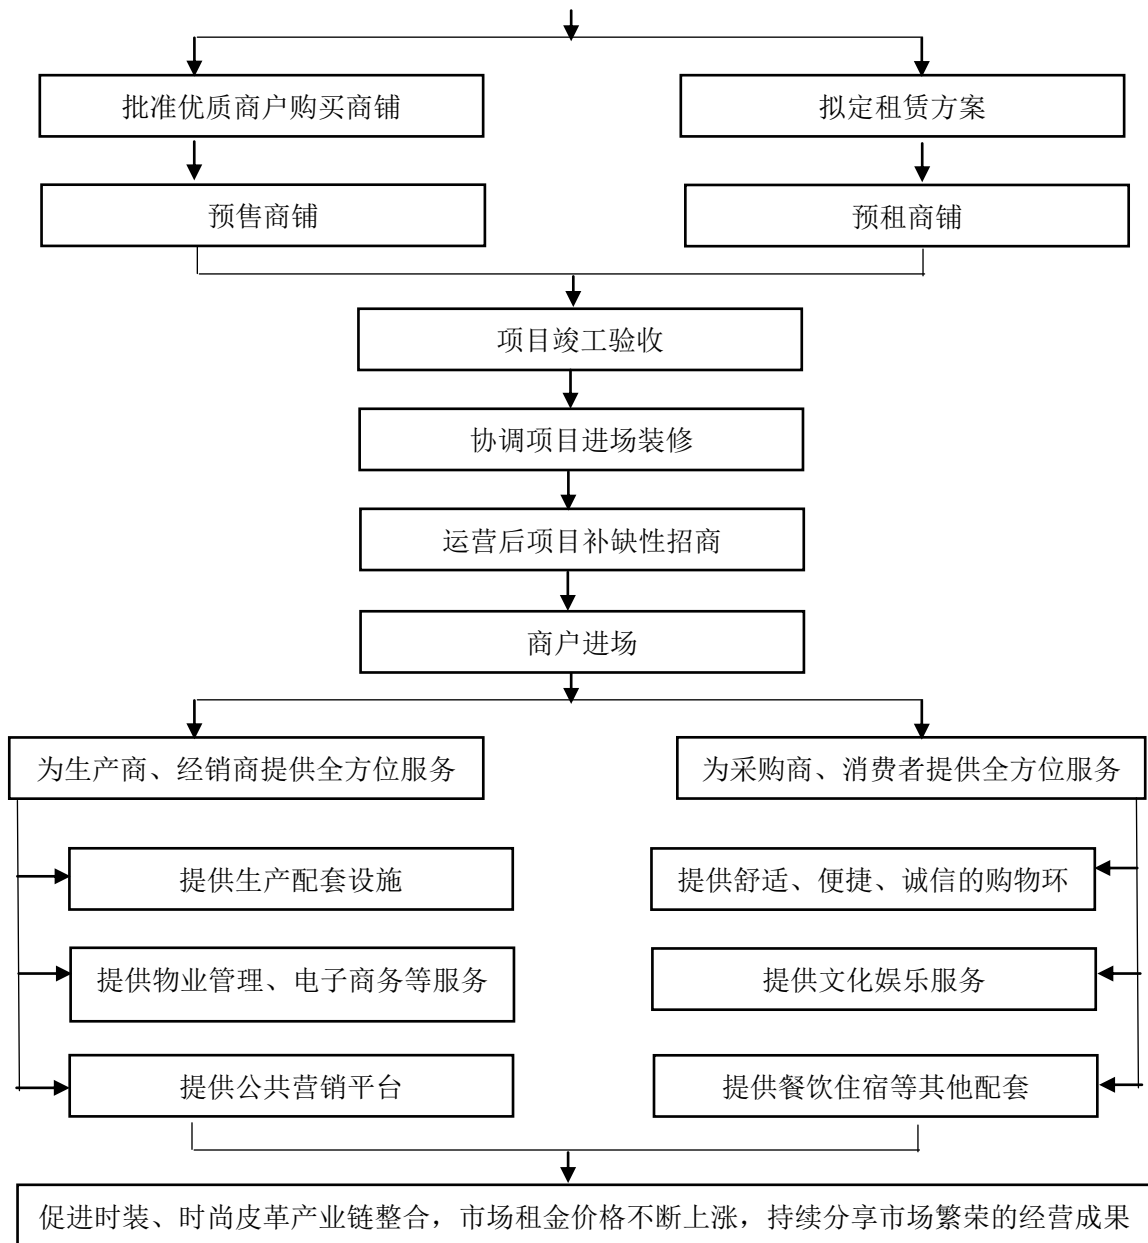 批准优质商户购买商铺
拟定租赁方案
预售商铺
预租商铺
项目竣工验收
协调项目进场装修
运营后项目补缺性招商
商户进场
为生产商、经销商提供全方位服务
为采购商、消费者提供全方位服务
提供生产配套设施
提供舒适、便捷、诚信的购物环
提供物业管理、电子商务等服务
提供文化娱乐服务
提供公共营销平台
提供餐饮住宿等其他配套
促进时装、时尚皮革产业链整合，市场租金价格不断上涨，持续分享市场繁荣的经营成果